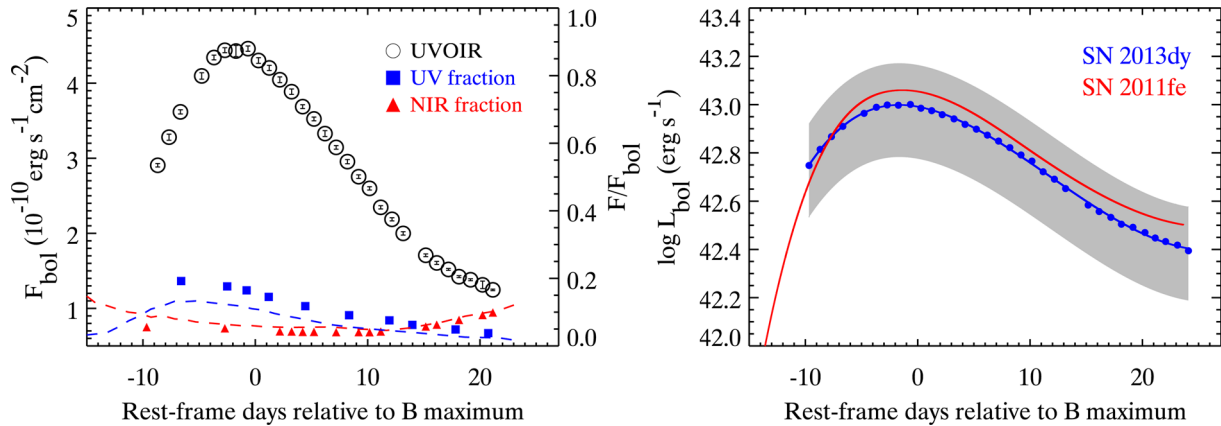 5
4
3
2
1
F_bol (10^-10 erg s^-1 cm^-2)
1.0
0.8
0.6
0.4
0.2
0.0
F/F_bol
UVOIR
UV fraction
NIR fraction
-10 0 10 20
Rest-frame days relative to B maximum
43.4
43.2
43.0
42.8
42.6
42.4
42.2
42.0
log L_bol (erg s^-1)
SN 2013dy
SN 2011fe
-10 0 10 20
Rest-frame days relative to B maximum